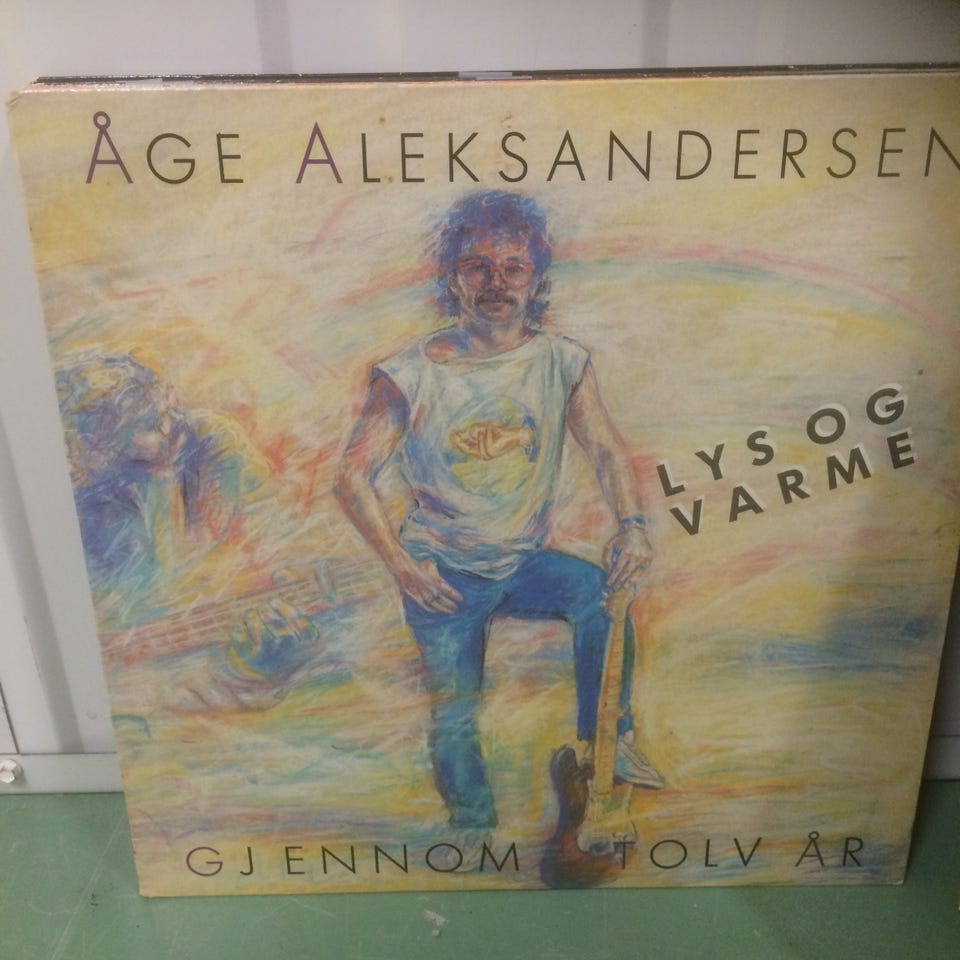 ÅGE ALEKSANDERSEN
LYS OG
VARME
GJENNOM TOLV ÅR